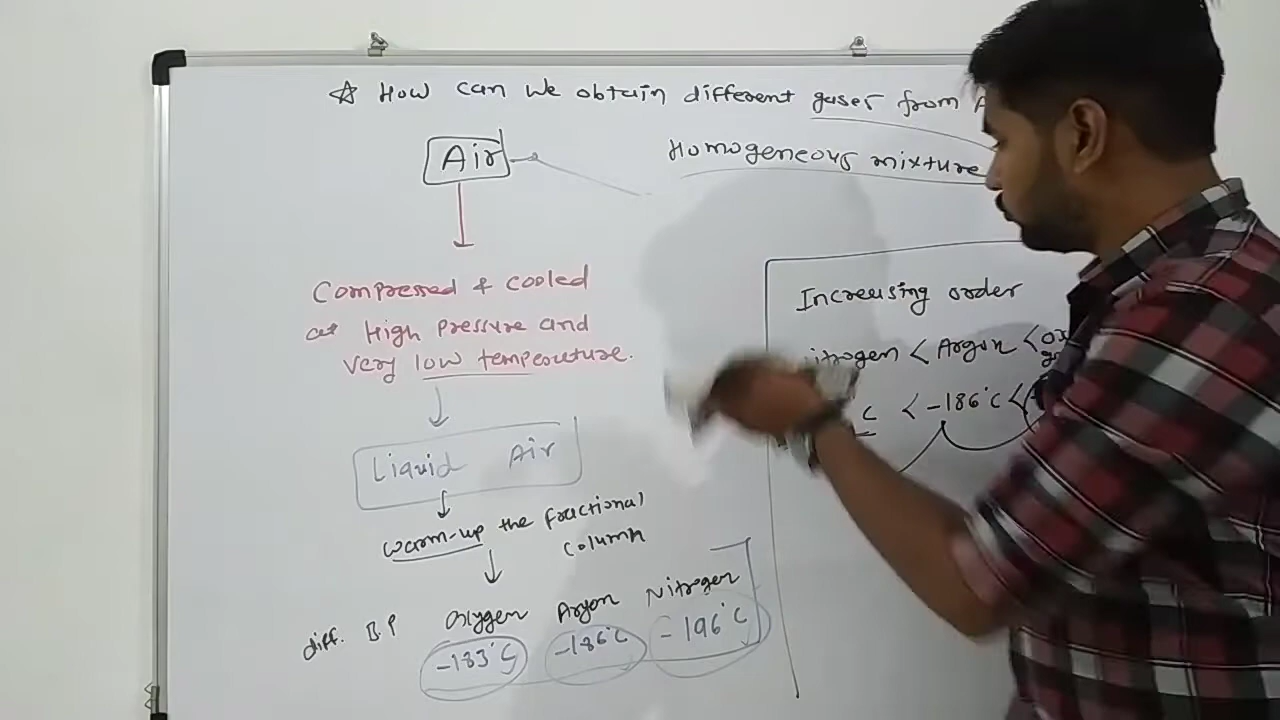 ☆ How can we obtain different gases from A
Air
Homogeneous mixture
Compressed & cooled
at High pressure and
very low temperature.
Liquid Air
warm-up the fractional
column
diff. B.P Oxygen Argon Nitrogen
-183°C -186°C -196°C
Increasing order
itrogen < Argon <
C < -186°C <